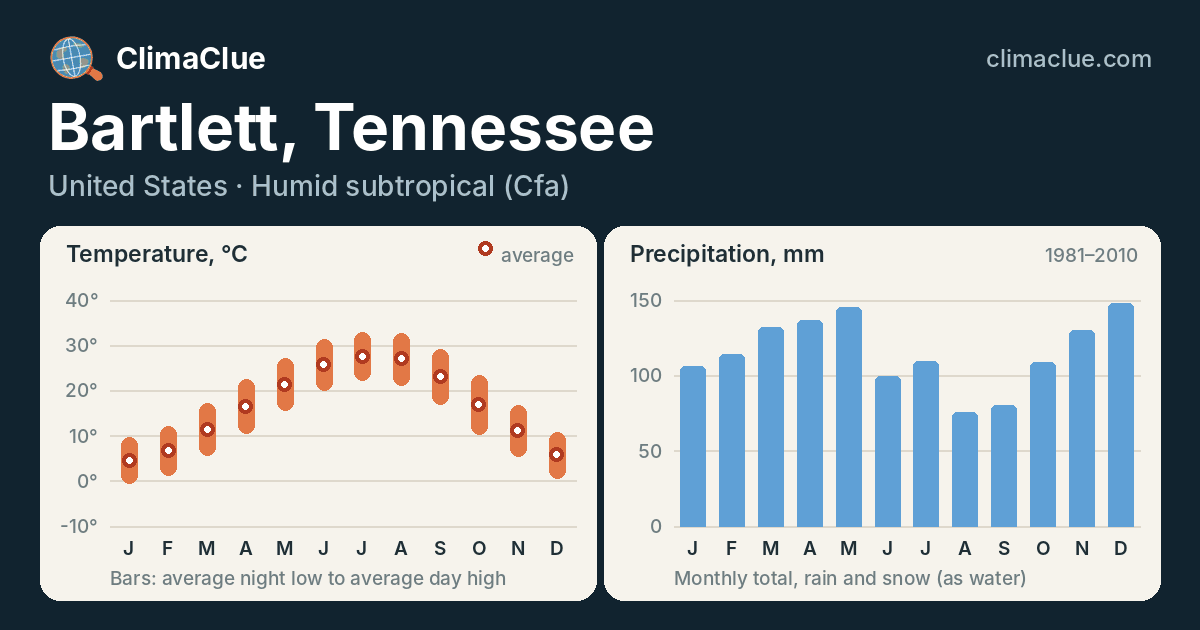 ClimaClue
climaclue.com
Bartlett, Tennessee
United States · Humid subtropical (Cfa)
Temperature, °C
average
40°
30°
20°
10°
0°
-10°
J F M A M J J A S O N D
Bars: average night low to average day high
Precipitation, mm
1981–2010
150
100
50
0
J F M A M J J A S O N D
Monthly total, rain and snow (as water)